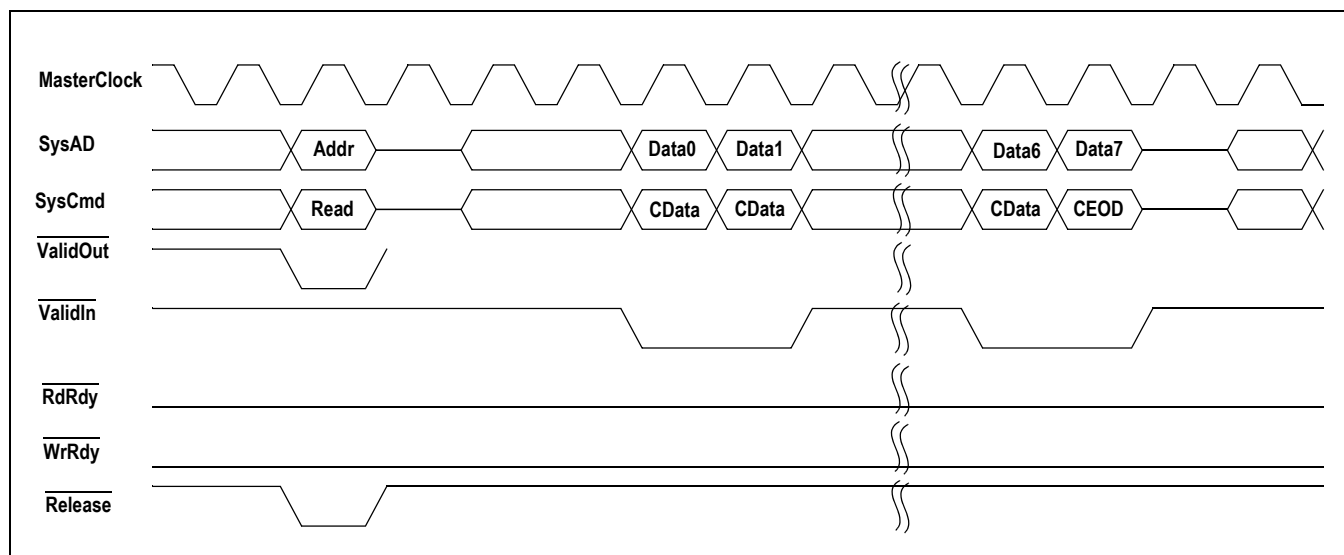 MasterClock
SysAD Addr Data0 Data1 Data6 Data7
SysCmd Read CData CData CData CEOD
ValidOut
ValidIn
RdRdy
WrRdy
Release